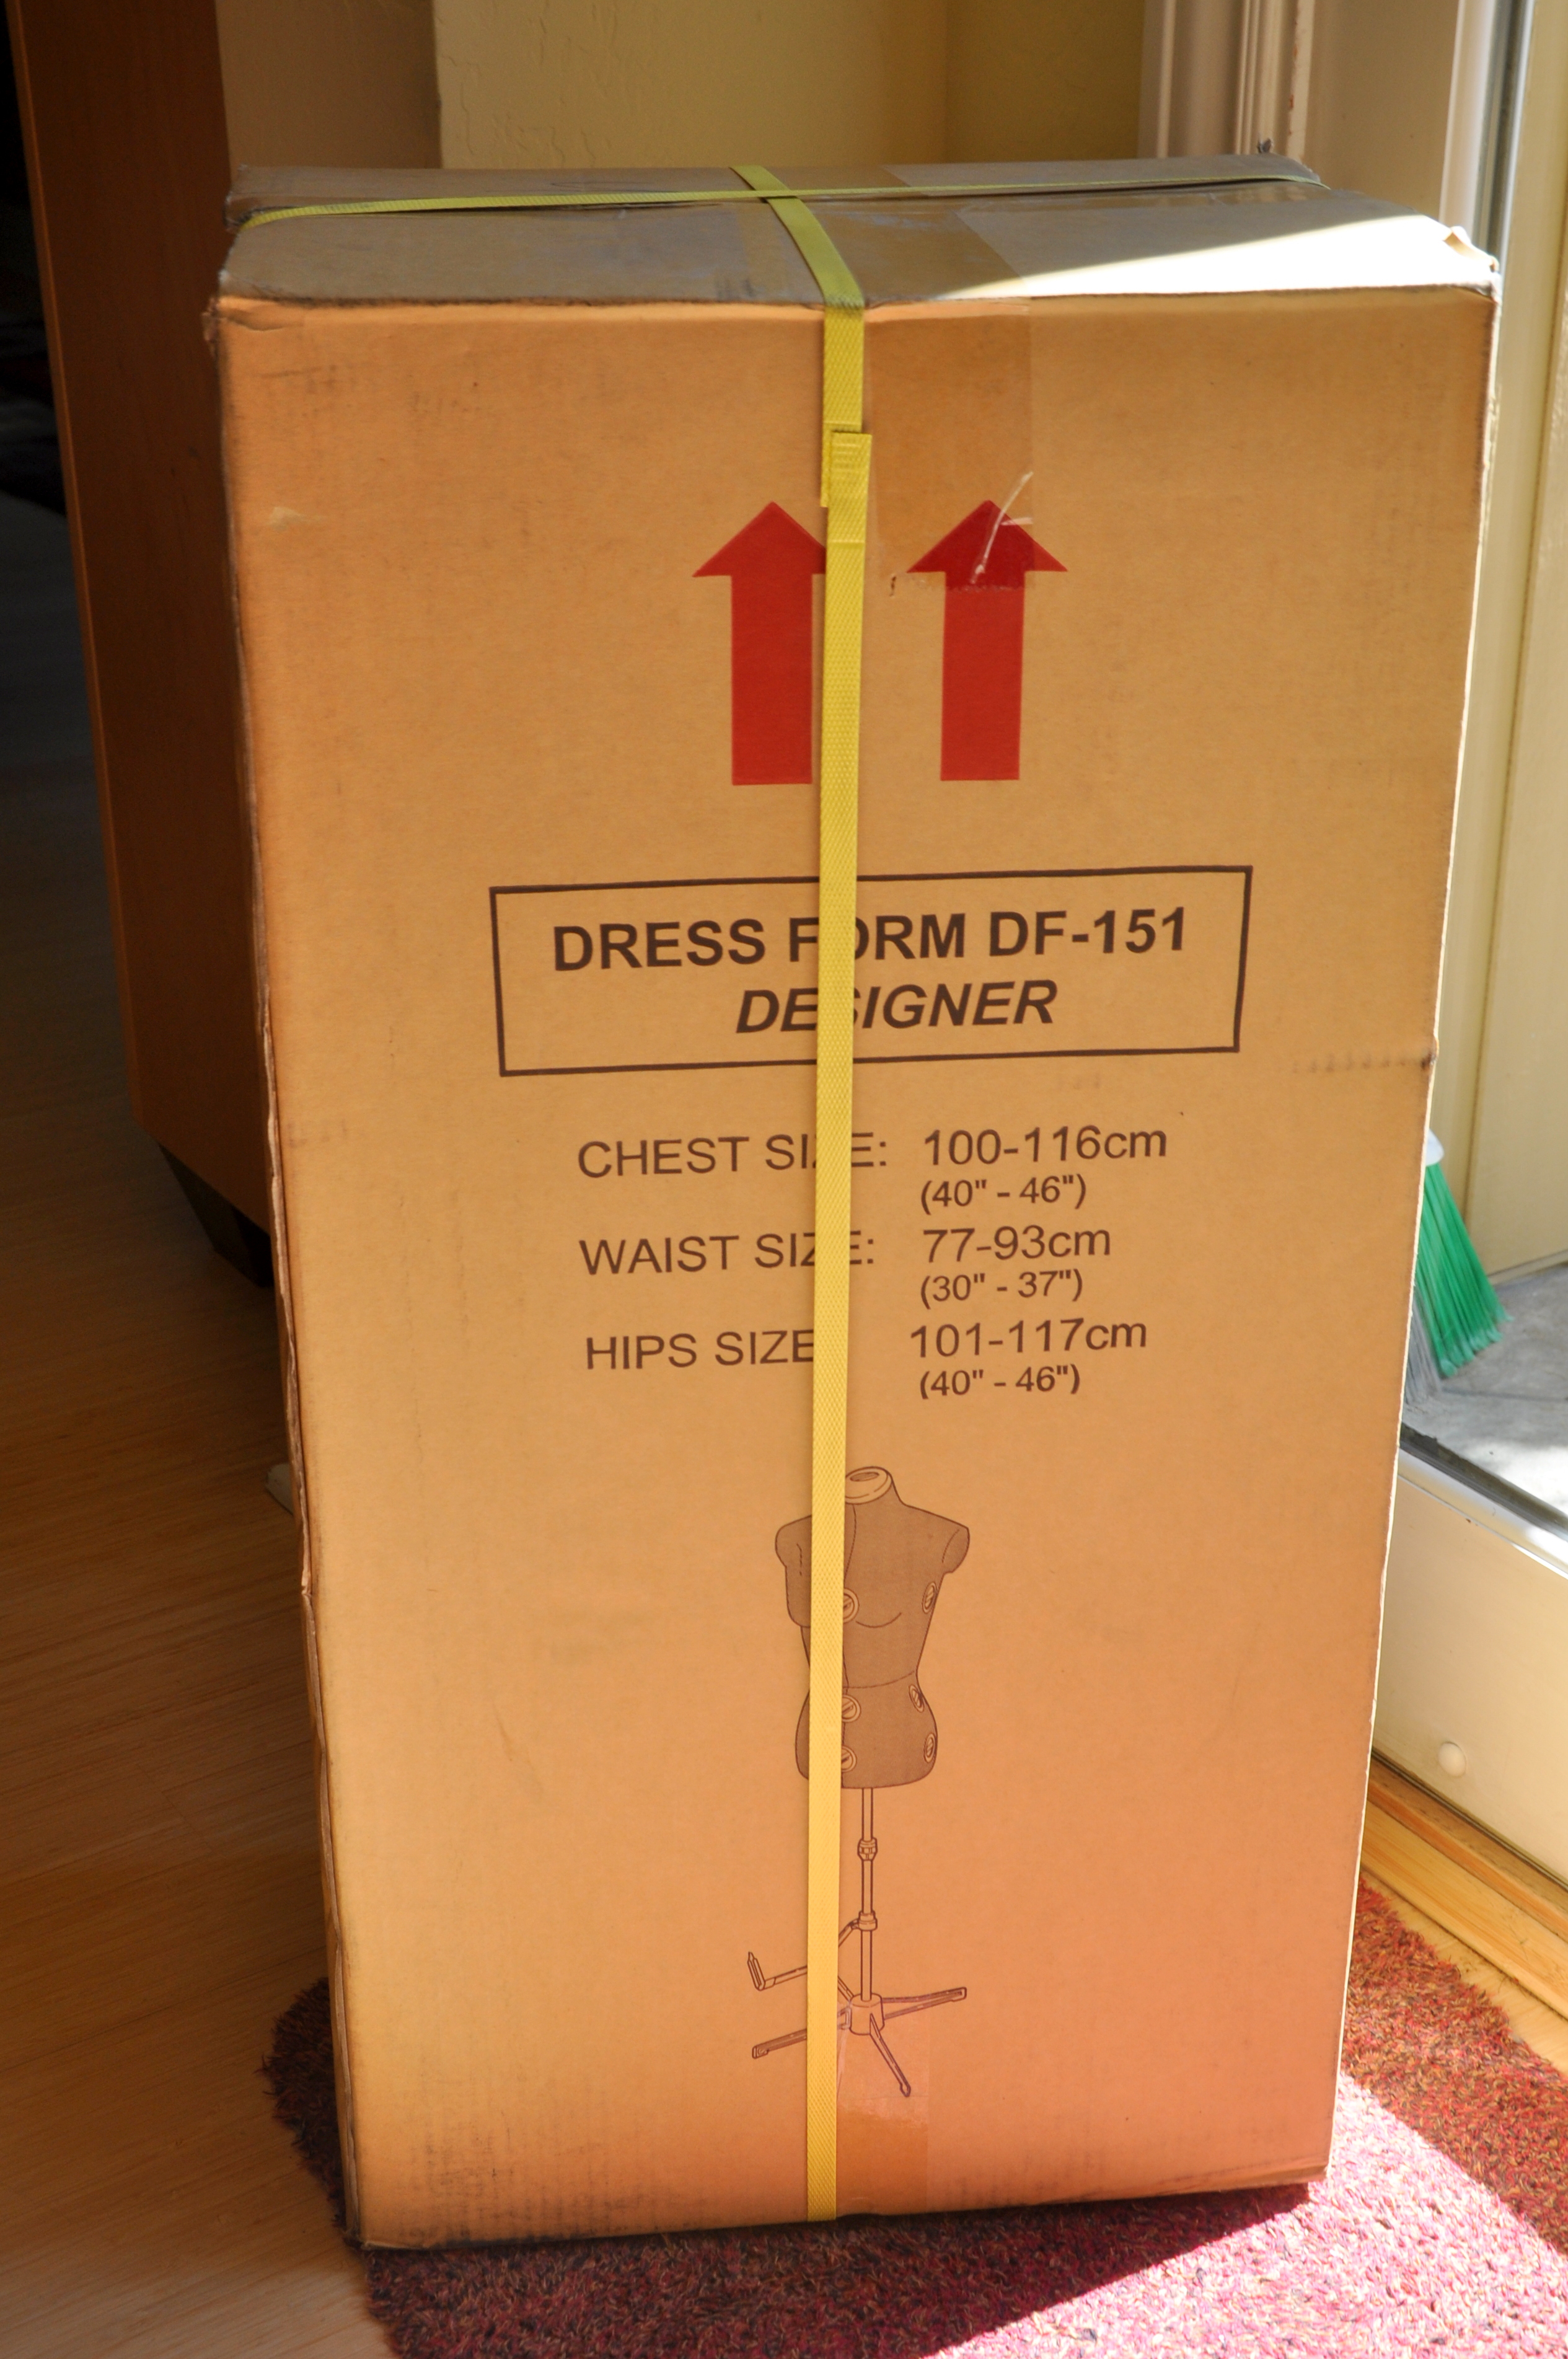 DRESS FORM DF-151
DESIGNER
CHEST SIZE: 100-116cm
(40" - 46")
WAIST SIZE: 77-93cm
(30" - 37")
HIPS SIZE 101-117cm
(40" - 46")